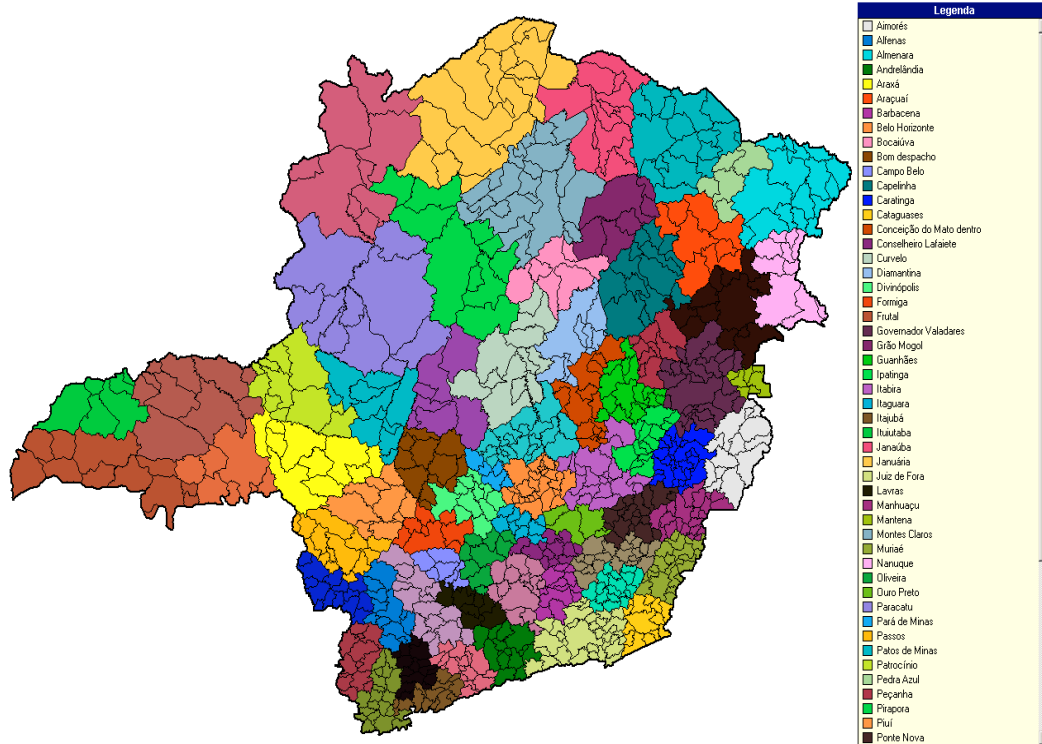 Legenda
Aimorés
Alfenas
Almenara
Andrelândia
Araxá
Araçuaí
Barbacena
Belo Horizonte
Bocaiúva
Bom despacho
Campo Belo
Capelinha
Caratinga
Cataguases
Conceição do Mato dentro
Conselheiro Lafaiete
Curvelo
Diamantina
Divinópolis
Formiga
Frutal
Governador Valadares
Grão Mogol
Guanhães
Ipatinga
Itabira
Itaguara
Itajubá
Ituiutaba
Janaúba
Januária
Juiz de Fora
Lavras
Manhuaçu
Mantena
Montes Claros
Muriaé
Nanuque
Oliveira
Ouro Preto
Paracatu
Pará de Minas
Passos
Patos de Minas
Patrocínio
Pedra Azul
Peçanha
Pirapora
Piuí
Ponte Nova